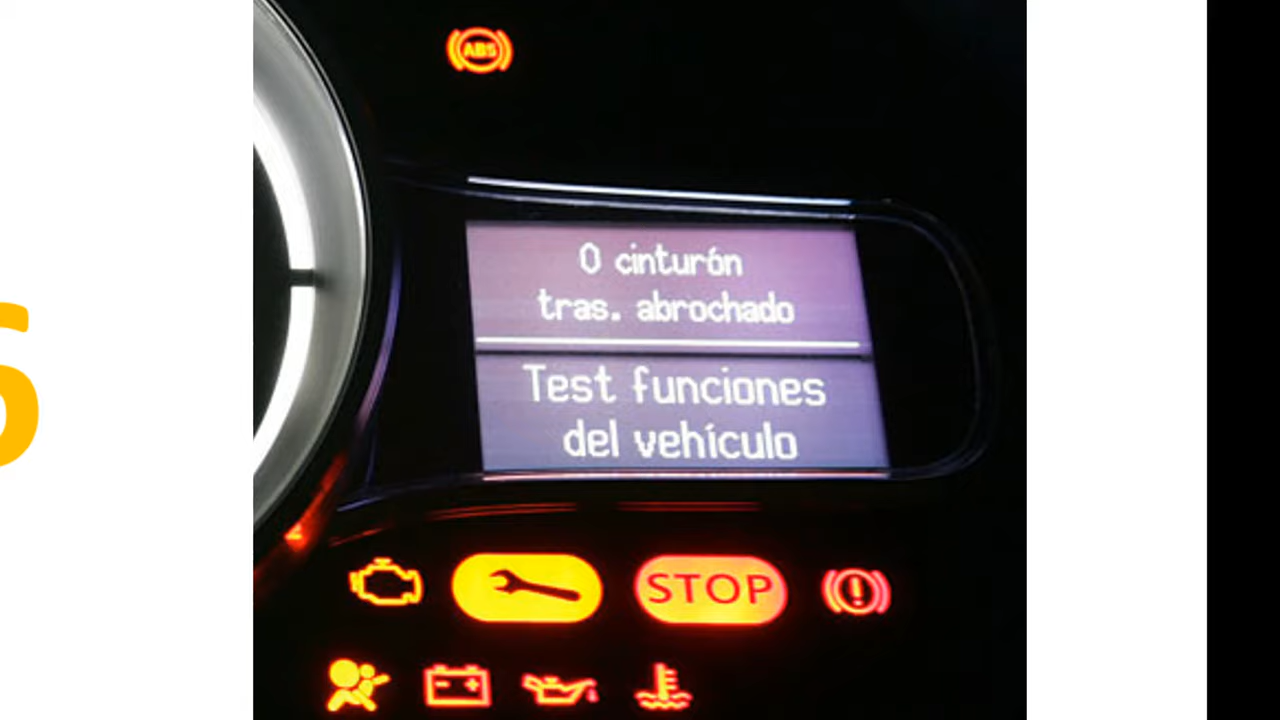 ABS
0 cinturón
tras. abrochado
Test funciones
del vehículo
STOP